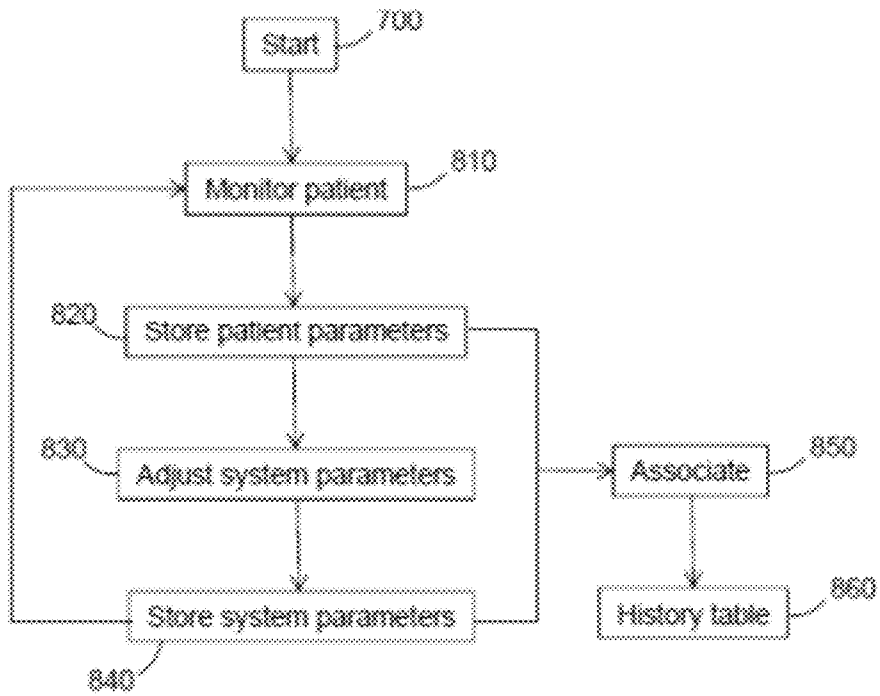 700
Start
810
Monitor patient
820
Store patient parameters
830
Adjust system parameters
850
Associate
Store system parameters
860
History table
840